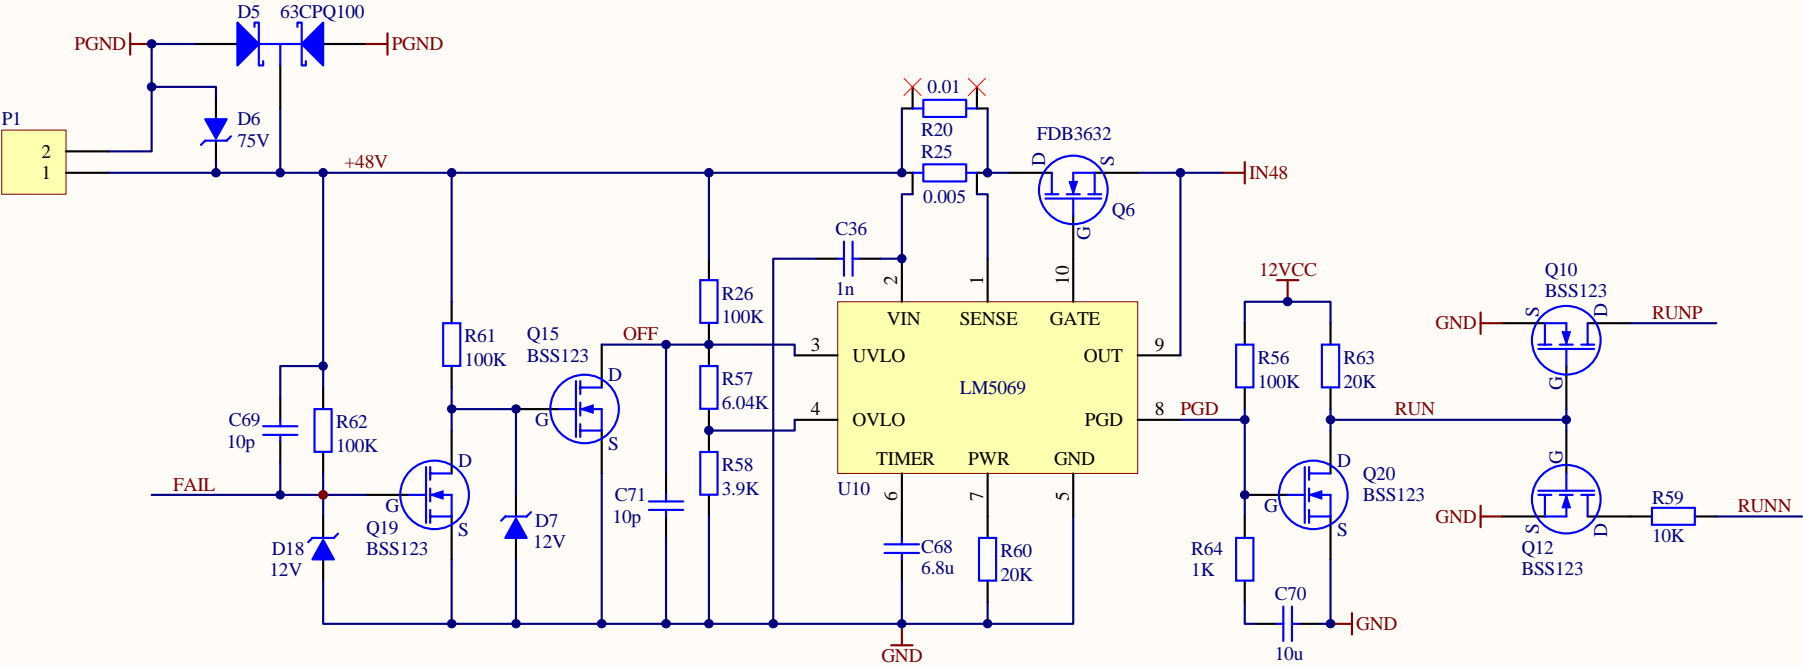 D5 63CPQ100
PGND
PGND
P1
D6
75V
2
1
+48V
0.01
R20
R25
0.005
FDB3632
D
S
G
Q6
IN48
C36
1n
2
1
10
R26
100K
R61
100K
Q15
BSS123
OFF
D
G
S
VIN SENSE GATE
3 UVLO
OUT 9
LM5069
4 OVLO
PGD 8
TIMER PWR GND
U10
6
7
5
R57
6.04K
R58
3.9K
C69
10p
R62
100K
FAIL
D
G
S
Q19
BSS123
D18
12V
D7
12V
C71
10p
C68
6.8u
R60
20K
GND
12VCC
R56
100K
R63
20K
PGD
RUN
D
G
S
Q20
BSS123
R64
1K
C70
10u
GND
Q10
BSS123
GND
S
D
G
RUNP
G
GND
S
D
Q12
BSS123
R59
10K
RUNN